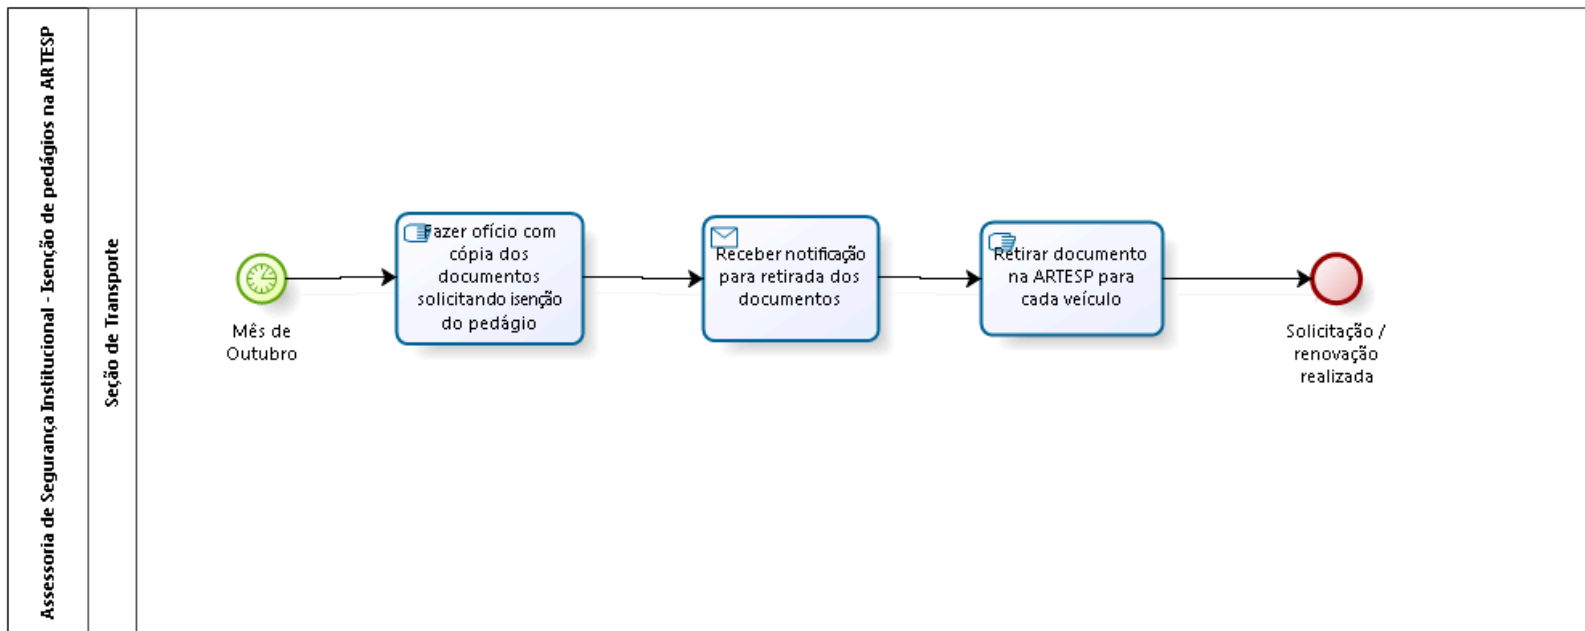 Assessoria de Segurança Institucional - Isenção de pedágios na ARTESP
Seção de Transporte
Mês de
Outubro
Fazer ofício com
cópia dos
documentos
solicitando isenção
do pedágio
Receber notificação
para retirada dos
documentos
Retirar documento
na ARTESP para
cada veículo
Solicitação /
renovação
realizada